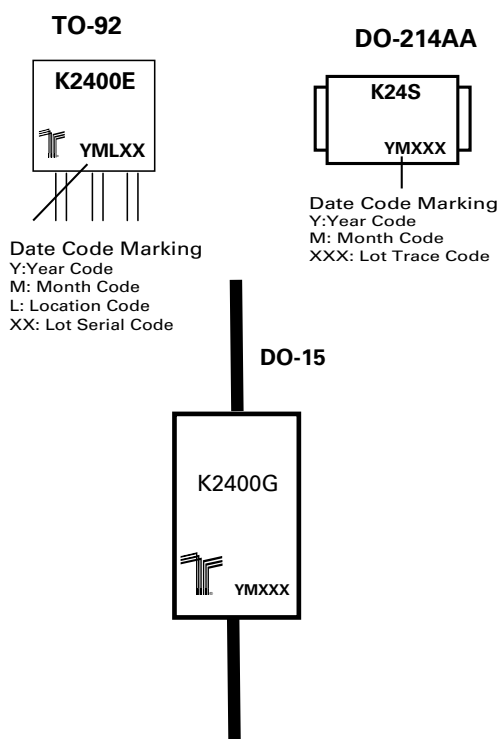 TO-92
K2400E
YMLXX
Date Code Marking
Y:Year Code
M: Month Code
L: Location Code
XX: Lot Serial Code
DO-214AA
K24S
YMXXX
Date Code Marking
Y:Year Code
M: Month Code
XXX: Lot Trace Code
DO-15
K2400G
YMXXX